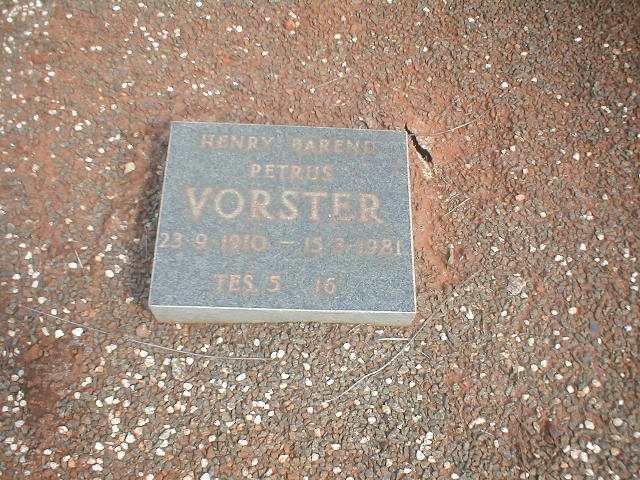 HENRY BAREND
PETRUS
VORSTER
23-9-1910 - 15-3-1981
TES. 5 16